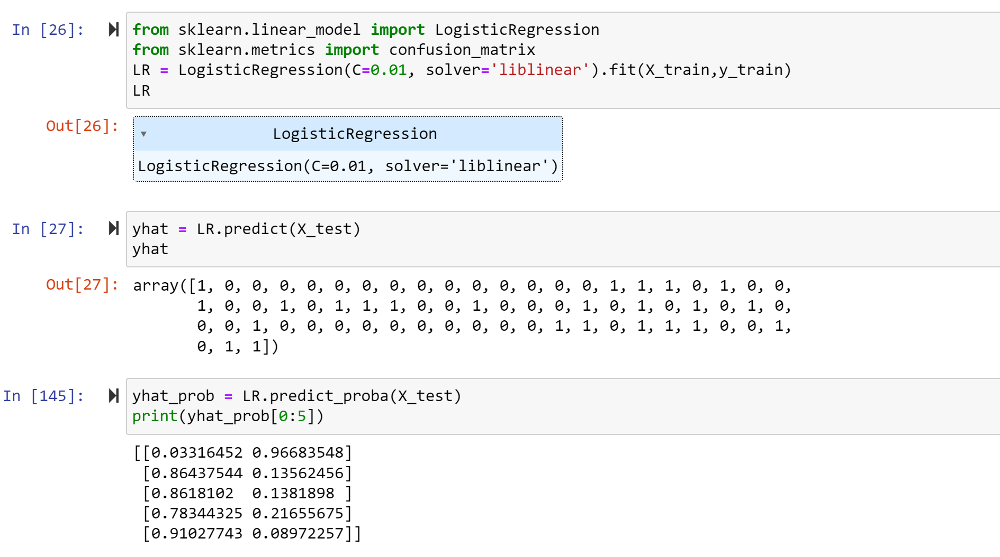 In [26]: from sklearn.linear_model import LogisticRegression
from sklearn.metrics import confusion_matrix
LR = LogisticRegression(C=0.01, solver='liblinear').fit(X_train,y_train)
LR
Out[26]: ▾ LogisticRegression
LogisticRegression(C=0.01, solver='liblinear')
In [27]: yhat = LR.predict(X_test)
yhat
Out[27]: array([1, 0, 0, 0, 0, 0, 0, 0, 0, 0, 0, 0, 0, 0, 0, 1, 1, 1, 0, 1, 0, 0,
1, 0, 0, 1, 0, 1, 1, 1, 0, 0, 1, 0, 0, 0, 1, 0, 1, 0, 1, 0, 1, 0,
0, 0, 1, 0, 0, 0, 0, 0, 0, 0, 0, 0, 0, 1, 1, 0, 1, 1, 1, 0, 0, 1,
0, 1, 1])
In [145]: yhat_prob = LR.predict_proba(X_test)
print(yhat_prob[0:5])
[[0.03316452 0.96683548]
[0.86437544 0.13562456]
[0.8618102  0.1381898 ]
[0.78344325 0.21655675]
[0.91027743 0.08972257]]